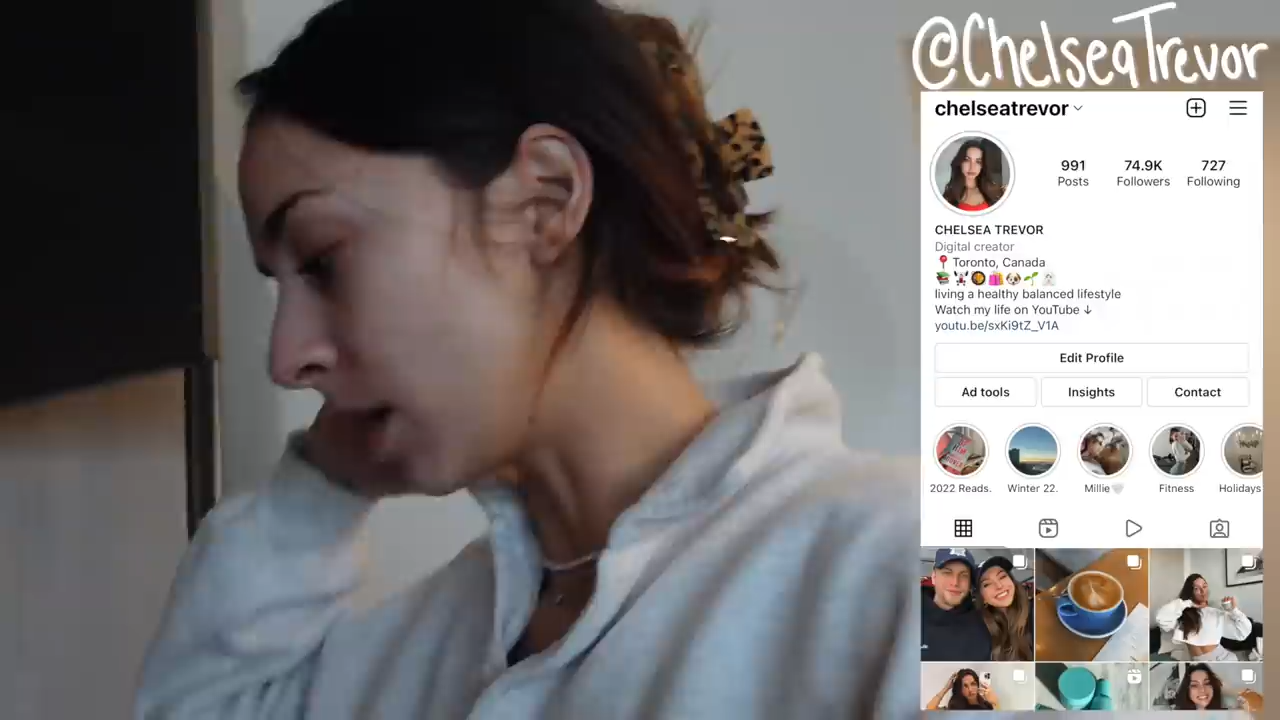 @ChelseaTrevor
chelseatrevor
991 74.9K 727
Posts Followers Following
CHELSEA TREVOR
Digital creator
Toronto, Canada
living a healthy balanced lifestyle
Watch my life on YouTube ↓
youtu.be/sxKi9tZ_V1A
Edit Profile
Ad tools Insights Contact
2022 Reads. Winter 22. Millie Fitness Holidays